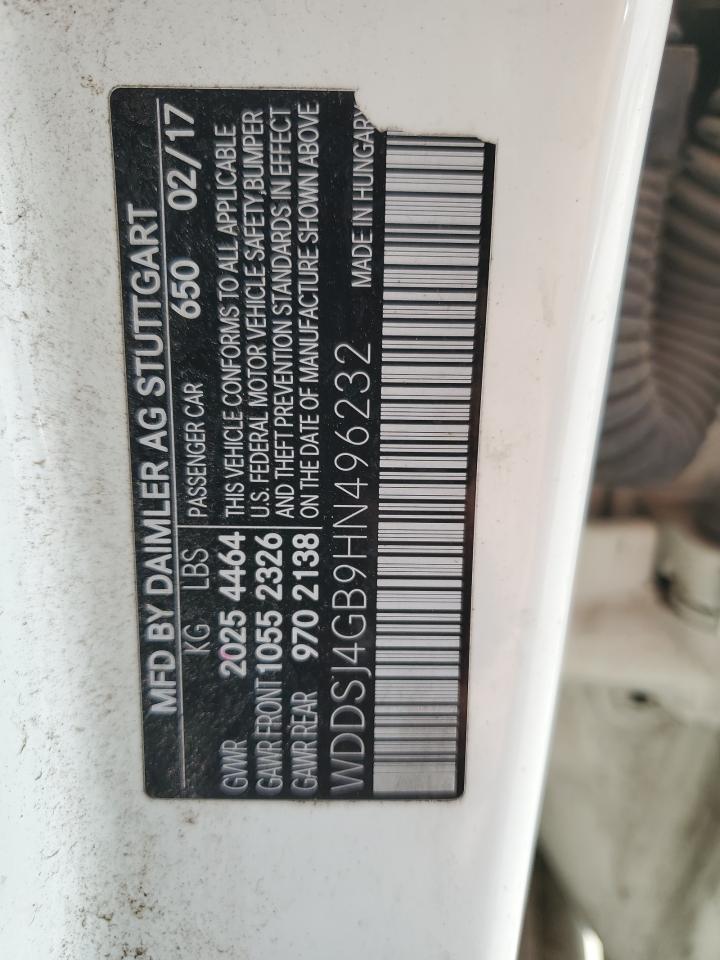 MFD BY DAIMLER AG STUTTGART
KG LBS PASSENGER CAR 650 02/17
GVWR 2025 4464 THIS VEHICLE CONFORMS TO ALL APPLICABLE
GAWR FRONT 1055 2326 U.S. FEDERAL MOTOR VEHICLE SAFETY,BUMPER
GAWR REAR 970 2138 AND THEFT PREVENTION STANDARDS IN EFFECT
ON THE DATE OF MANUFACTURE SHOWN ABOVE
WDDSJ4GB9HN496232 MADE IN HUNGARY